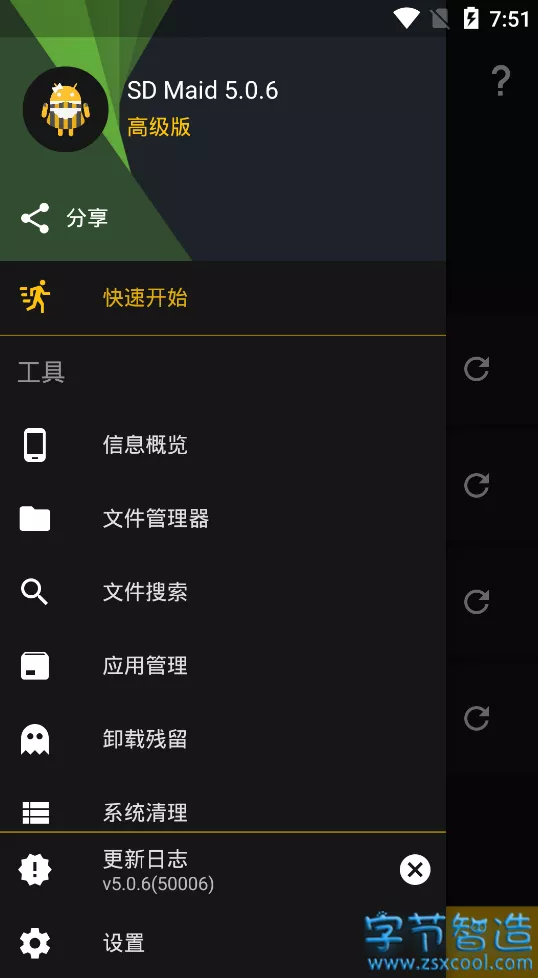 7:51
SD Maid 5.0.6
高级版
?
分享
快速开始
工具
信息概览
文件管理器
文件搜索
应用管理
卸载残留
系统清理
更新日志
v5.0.6(50006)
设置
字节智造
www.zsxcool.com